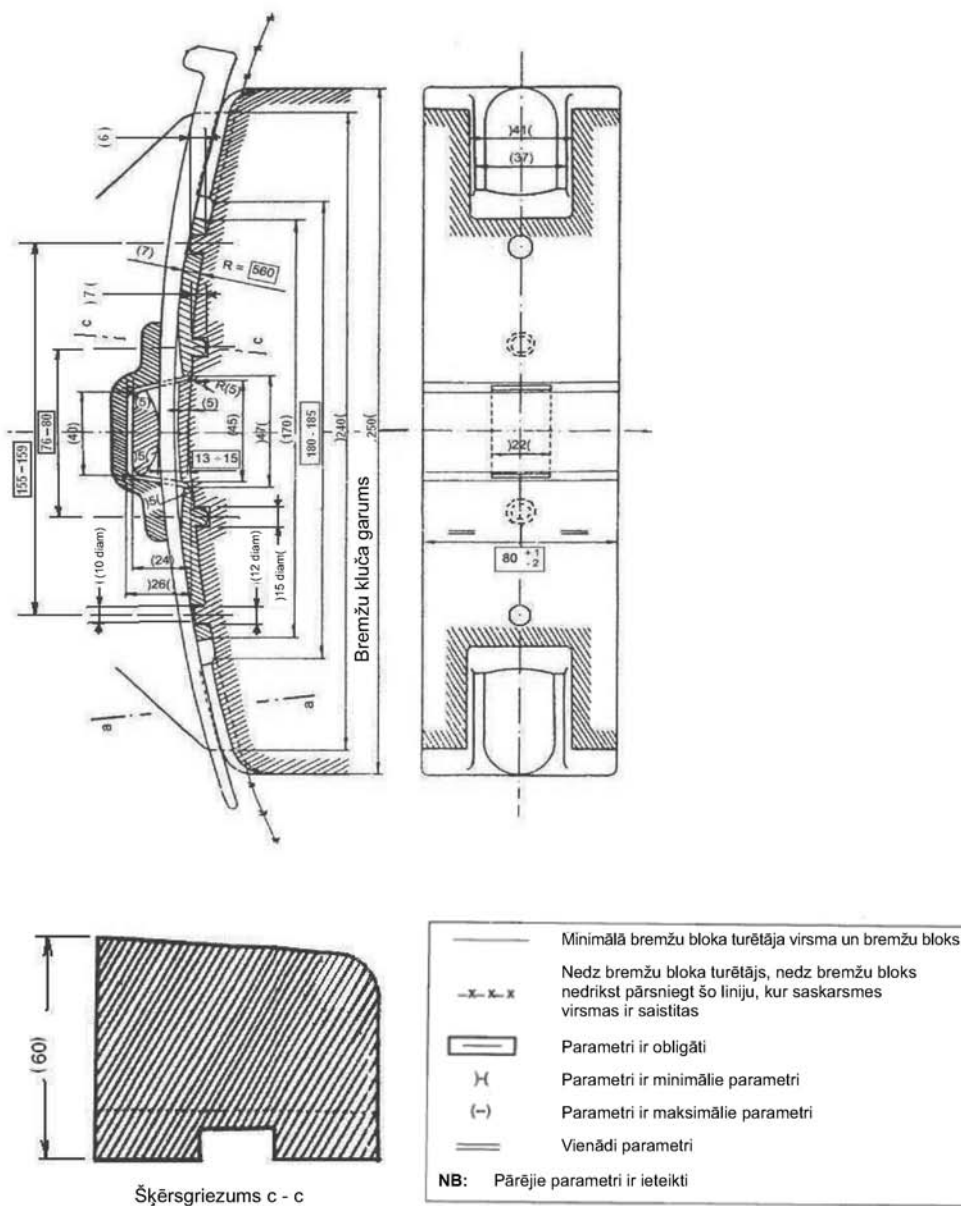 (6)
)41(
(37)
(7)
R = 560
)7(
c
c
R(5)
(5)
(5)
)5(
)5(
13 ÷ 15
155-159
76-80
(40)
(45)
)47(
(170)
180-185
)240(
250(
Bremžu kluča garums
)22(
80 +1 -2
(24)
)26(
(10 diam)
(12 diam)
)15 diam(
a
a
(60)
Šķērsgriezums c - c
Minimālā bremžu bloka turētāja virsma un bremžu bloks
–x–x–x
Nedz bremžu bloka turētājs, nedz bremžu bloks
nedrikst pārsniegt šo liniju, kur saskarsmes
virsmas ir saistitas
Parametri ir obligāti
)-(
Parametri ir minimālie parametri
(–)
Parametri ir maksimālie parametri
Vienādi parametri
NB: Pārējie parametri ir ieteikti